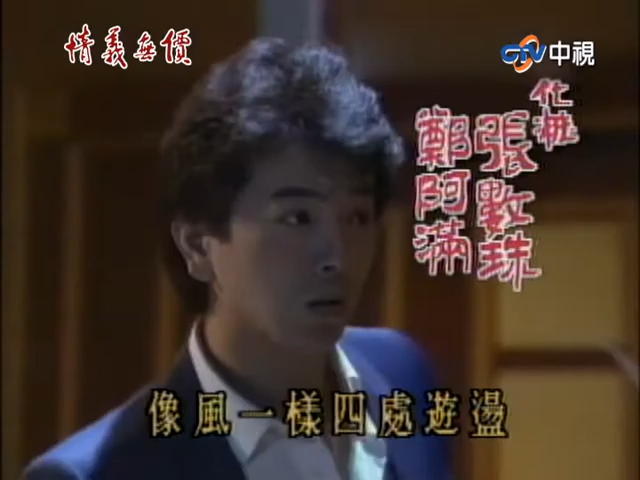 情義無價
CTV中視
化粧
張數珠
鄭阿滿
像風一樣四處遊盪